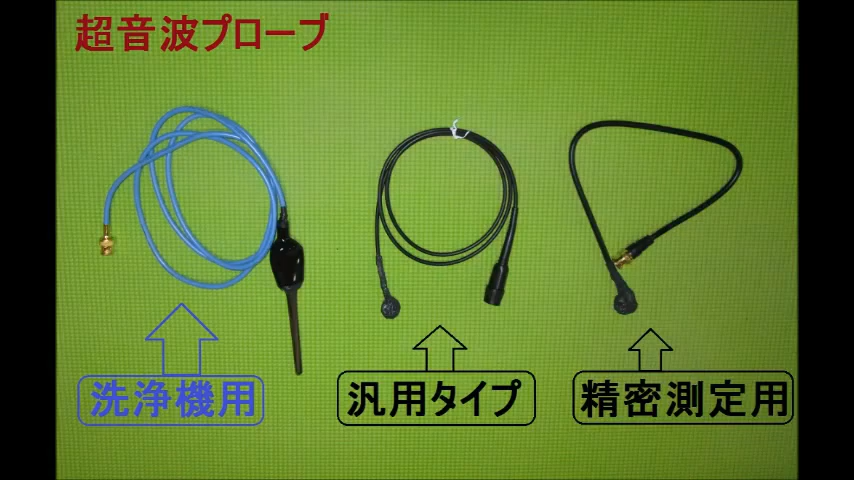 超音波プローブ
洗浄機用
汎用タイプ
精密測定用